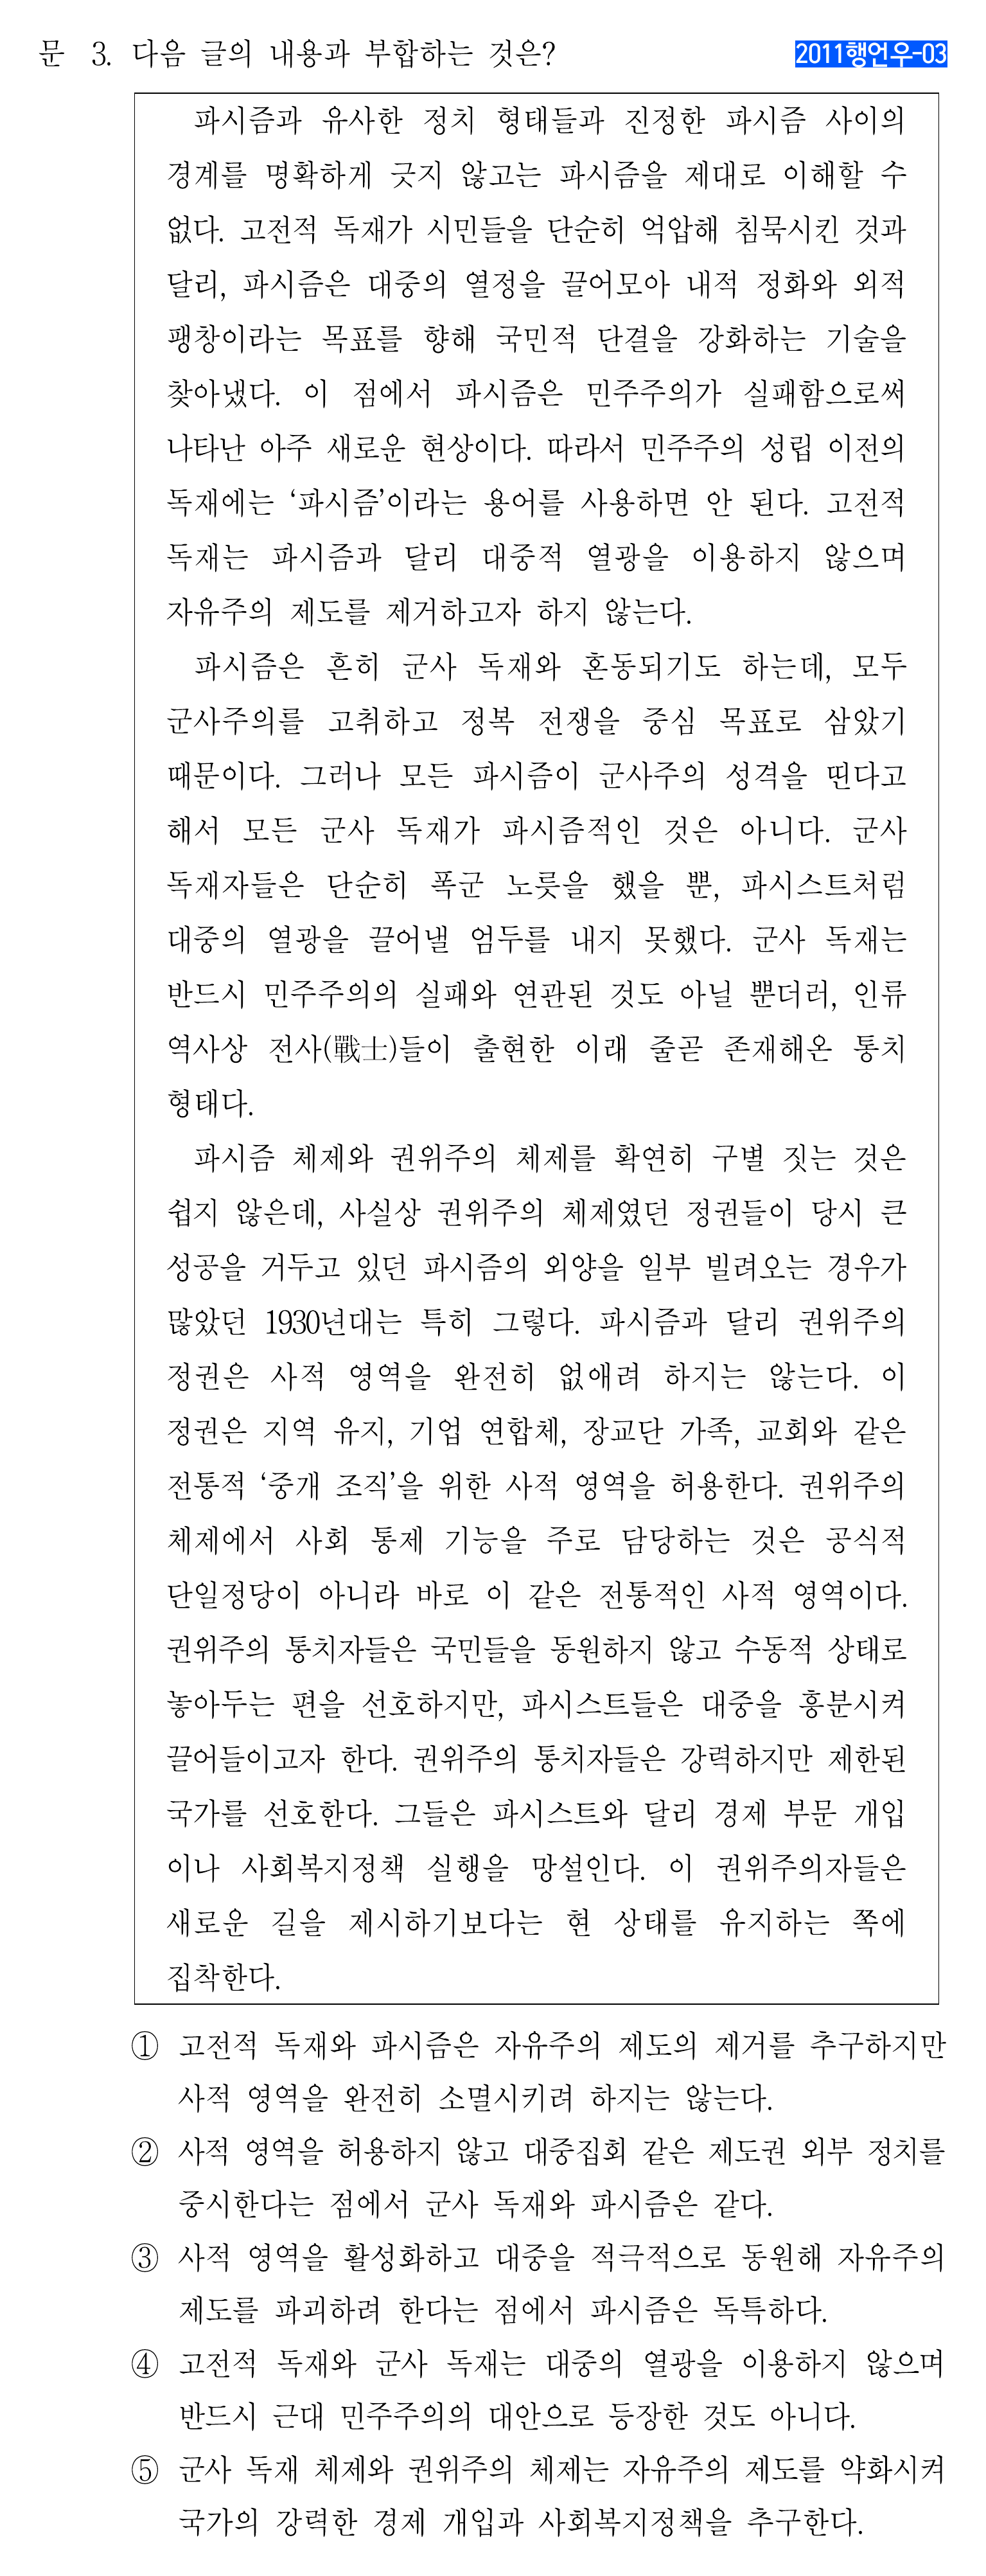 문 3. 다음 글의 내용과 부합하는 것은?
2011행언우-03
파시즘과 유사한 정치 형태들과 진정한 파시즘 사이의
경계를 명확하게 긋지 않고는 파시즘을 제대로 이해할 수
없다. 고전적 독재가 시민들을 단순히 억압해 침묵시킨 것과
달리, 파시즘은 대중의 열정을 끌어모아 내적 정화와 외적
팽창이라는 목표를 향해 국민적 단결을 강화하는 기술을
찾아냈다. 이 점에서 파시즘은 민주주의가 실패함으로써
나타난 아주 새로운 현상이다. 따라서 민주주의 성립 이전의
독재에는 ‘파시즘’이라는 용어를 사용하면 안 된다. 고전적
독재는 파시즘과 달리 대중적 열광을 이용하지 않으며
자유주의 제도를 제거하고자 하지 않는다.
파시즘은 흔히 군사 독재와 혼동되기도 하는데, 모두
군사주의를 고취하고 정복 전쟁을 중심 목표로 삼았기
때문이다. 그러나 모든 파시즘이 군사주의 성격을 띤다고
해서 모든 군사 독재가 파시즘적인 것은 아니다. 군사
독재자들은 단순히 폭군 노릇을 했을 뿐, 파시스트처럼
대중의 열광을 끌어낼 엄두를 내지 못했다. 군사 독재는
반드시 민주주의의 실패와 연관된 것도 아닐 뿐더러, 인류
역사상 전사(戰士)들이 출현한 이래 줄곧 존재해온 통치
형태다.
파시즘 체제와 권위주의 체제를 확연히 구별 짓는 것은
쉽지 않은데, 사실상 권위주의 체제였던 정권들이 당시 큰
성공을 거두고 있던 파시즘의 외양을 일부 빌려오는 경우가
많았던 1930년대는 특히 그렇다. 파시즘과 달리 권위주의
정권은 사적 영역을 완전히 없애려 하지는 않는다. 이
정권은 지역 유지, 기업 연합체, 장교단 가족, 교회와 같은
전통적 ‘중개 조직’을 위한 사적 영역을 허용한다. 권위주의
체제에서 사회 통제 기능을 주로 담당하는 것은 공식적
단일정당이 아니라 바로 이 같은 전통적인 사적 영역이다.
권위주의 통치자들은 국민들을 동원하지 않고 수동적 상태로
놓아두는 편을 선호하지만, 파시스트들은 대중을 흥분시켜
끌어들이고자 한다. 권위주의 통치자들은 강력하지만 제한된
국가를 선호한다. 그들은 파시스트와 달리 경제 부문 개입
이나 사회복지정책 실행을 망설인다. 이 권위주의자들은
새로운 길을 제시하기보다는 현 상태를 유지하는 쪽에
집착한다.
① 고전적 독재와 파시즘은 자유주의 제도의 제거를 추구하지만
사적 영역을 완전히 소멸시키려 하지는 않는다.
② 사적 영역을 허용하지 않고 대중집회 같은 제도권 외부 정치를
중시한다는 점에서 군사 독재와 파시즘은 같다.
③ 사적 영역을 활성화하고 대중을 적극적으로 동원해 자유주의
제도를 파괴하려 한다는 점에서 파시즘은 독특하다.
④ 고전적 독재와 군사 독재는 대중의 열광을 이용하지 않으며
반드시 근대 민주주의의 대안으로 등장한 것도 아니다.
⑤ 군사 독재 체제와 권위주의 체제는 자유주의 제도를 약화시켜
국가의 강력한 경제 개입과 사회복지정책을 추구한다.